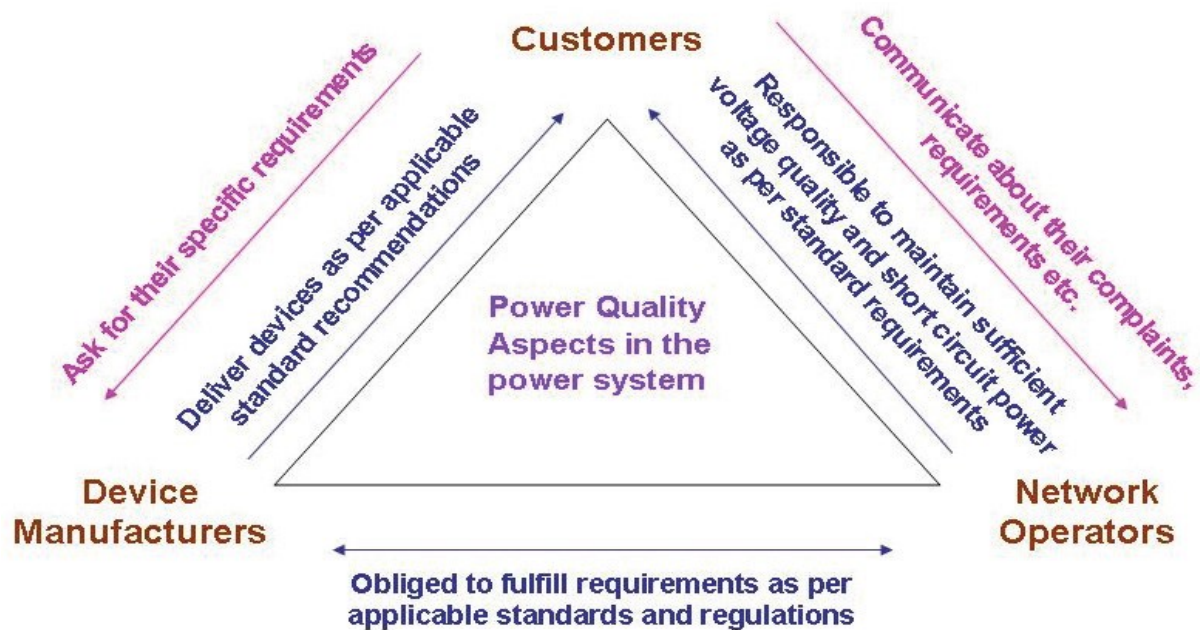 Customers
Ask for their specific requirements
Deliver devices as per applicable
standard recommendations
Responsible to maintain sufficient
voltage quality and short circuit power
as per standard requirements
Communicate about their complaints,
requirements etc.
Power Quality
Aspects in the
power system
Device
Manufacturers
Network
Operators
Obliged to fulfill requirements as per
applicable standards and regulations